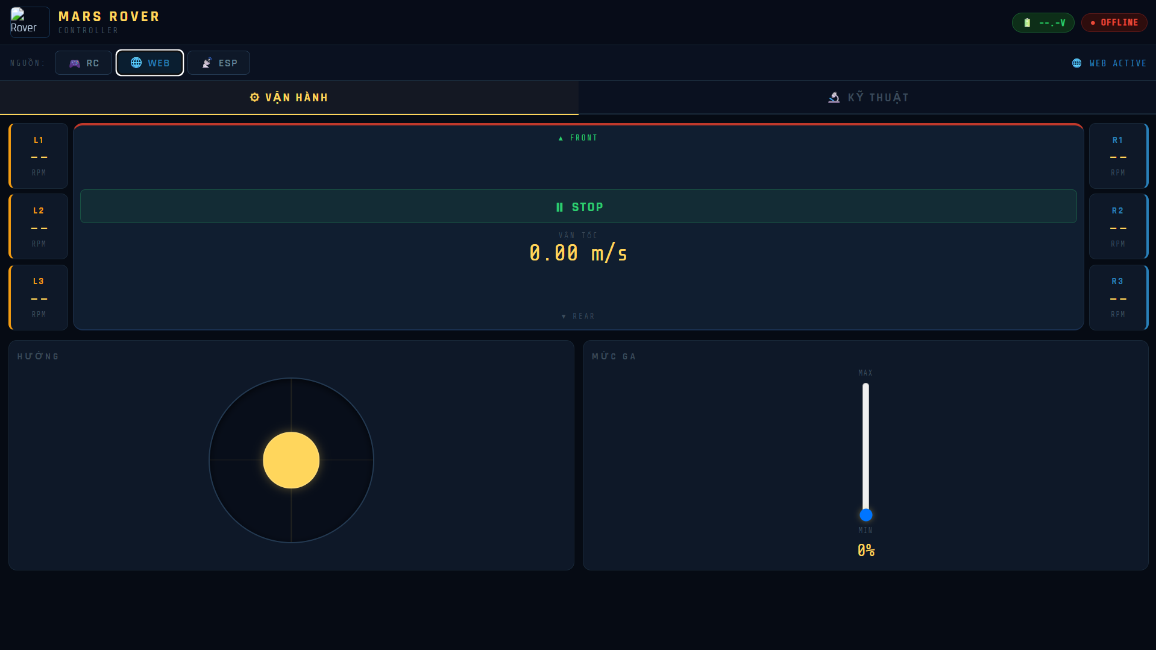 Rover
MARS ROVER
CONTROLLER
--.-V
● OFFLINE
NGUỒN:
RC
WEB
ESP
WEB ACTIVE
VẬN HÀNH
KỸ THUẬT
L1
--
RPM
L2
--
RPM
L3
--
RPM
▲ FRONT
STOP
VẬN TỐC
0.00 m/s
▼ REAR
R1
--
RPM
R2
--
RPM
R3
--
RPM
HƯỚNG
MỨC GA
MAX
MIN
0%